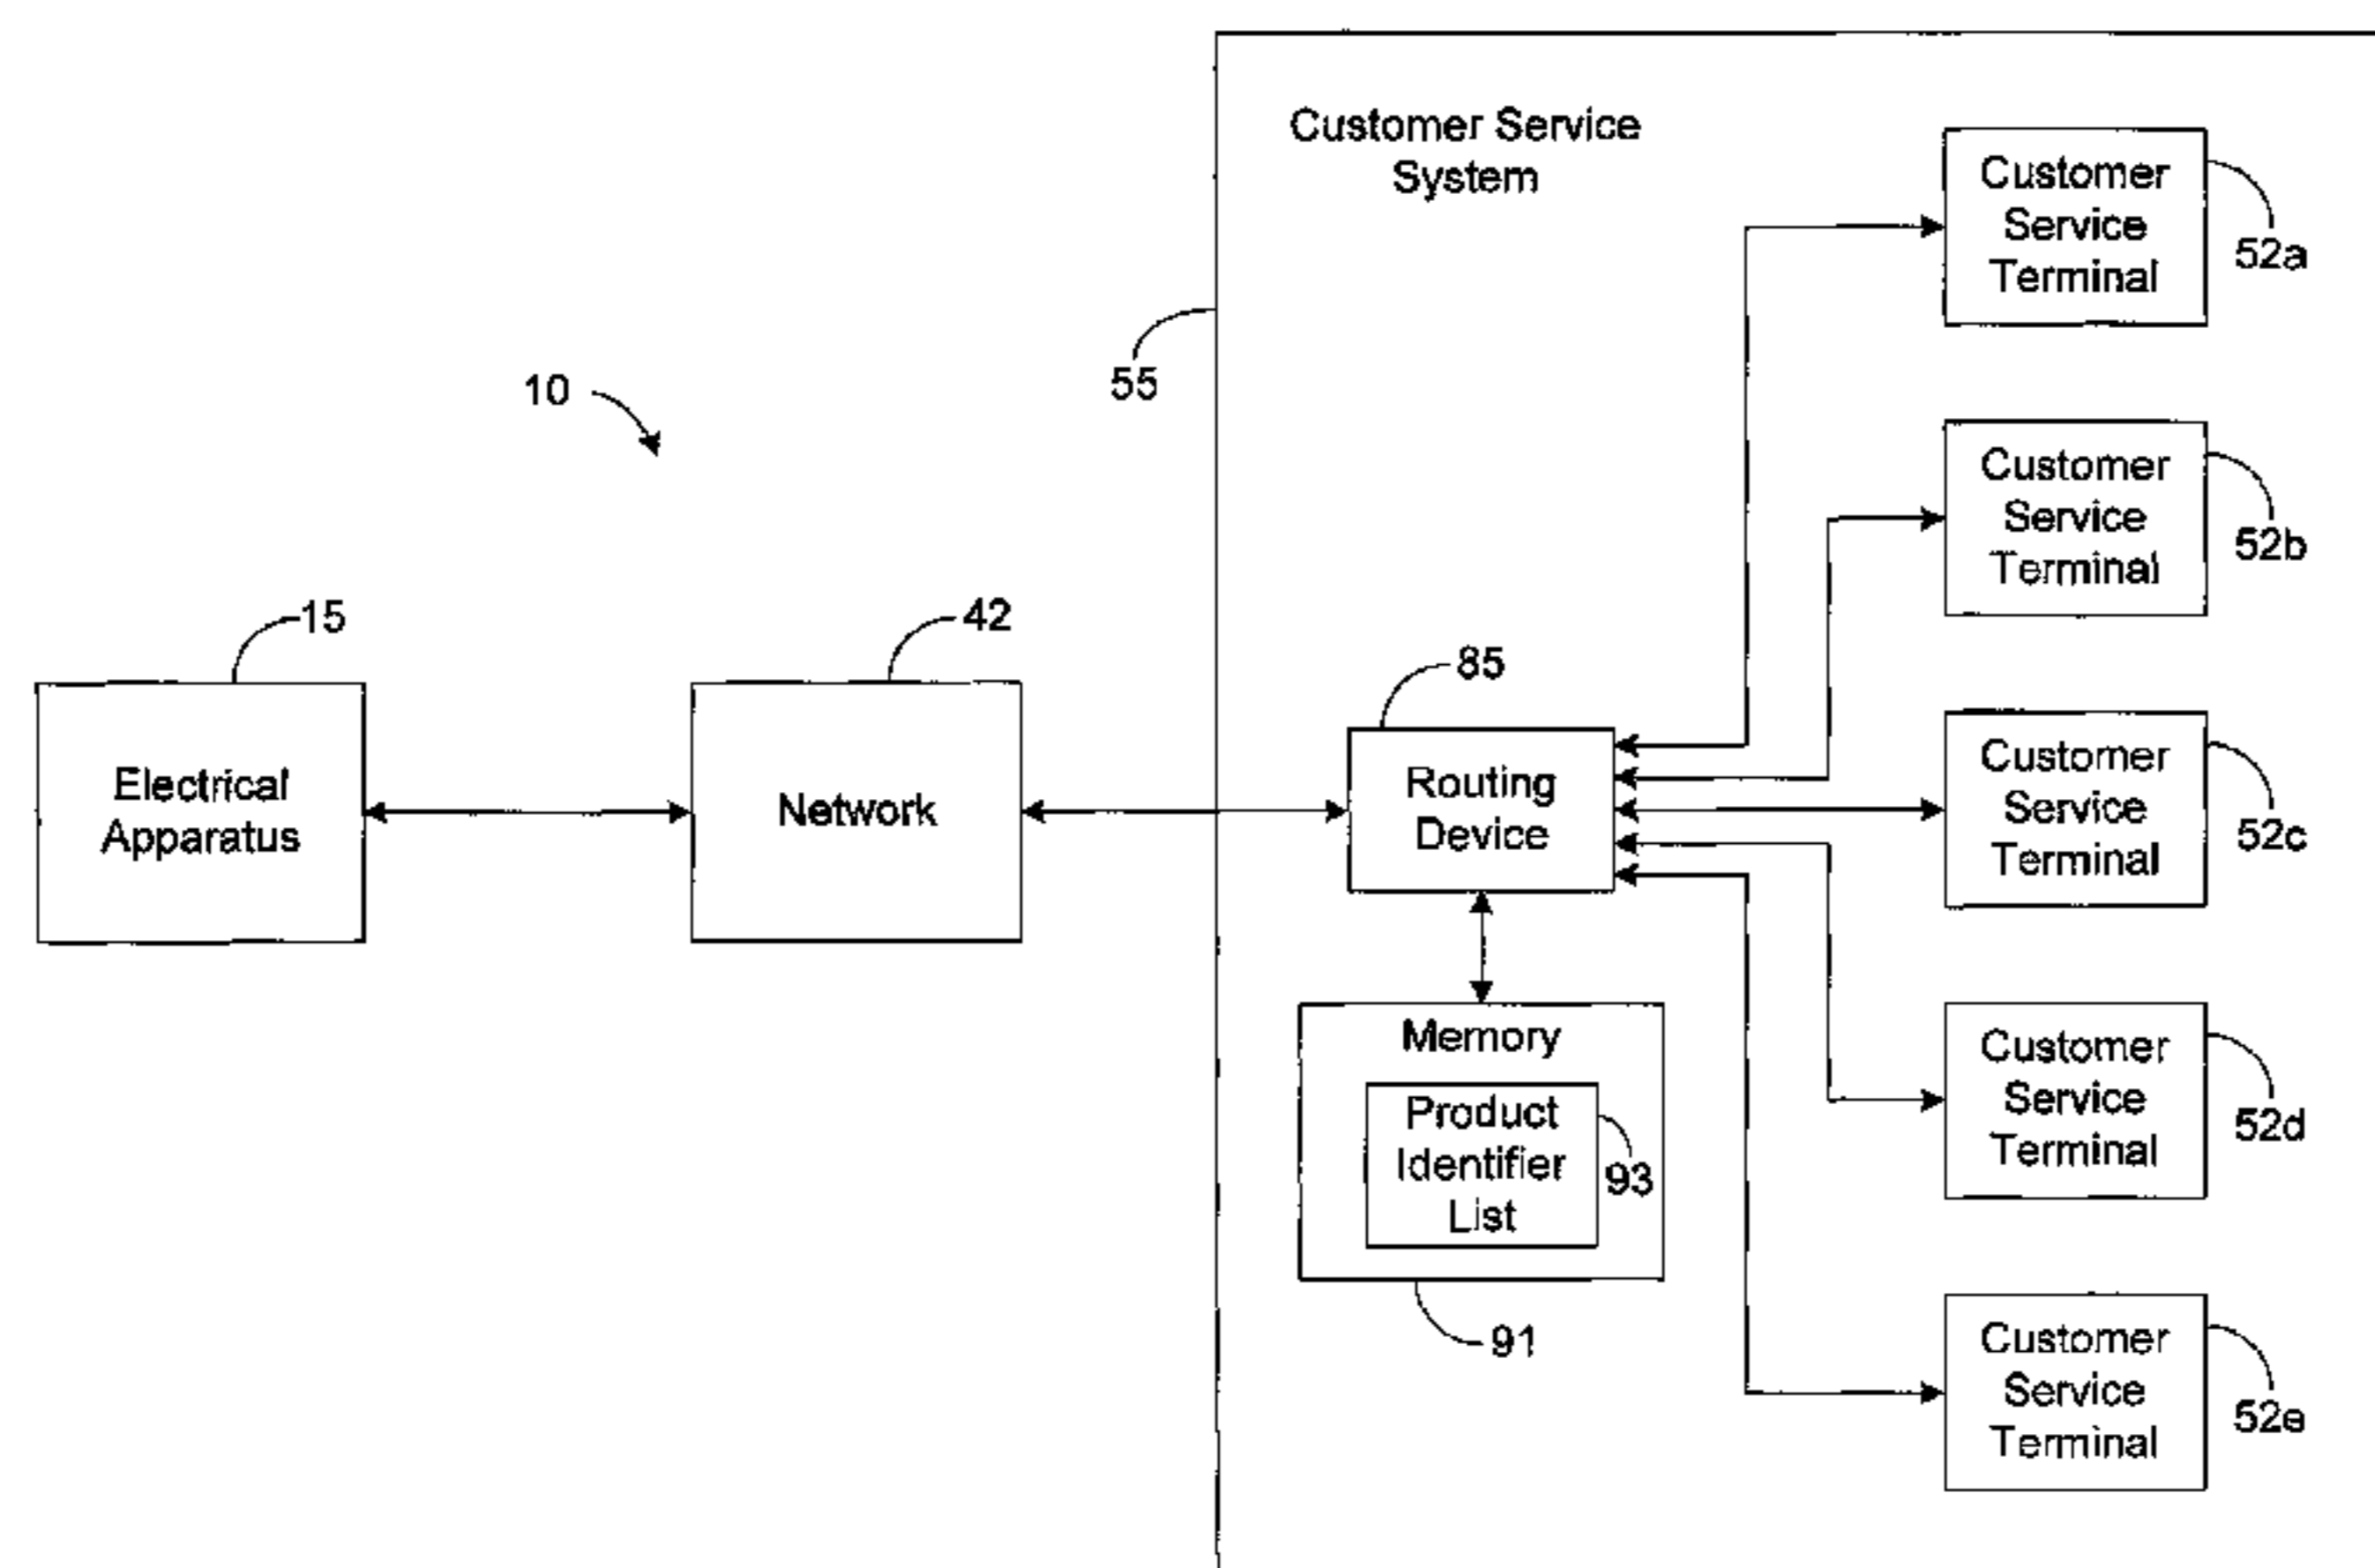 Customer Service
System
Customer
Service
Terminal
52a
55
10
Customer
Service
Terminal
52b
15
42
85
Electrical
Apparatus
Network
Routing
Device
Customer
Service
Terminal
52c
Memory
Product
Identifier
List
93
91
Customer
Service
Terminal
52d
Customer
Service
Terminal
52e